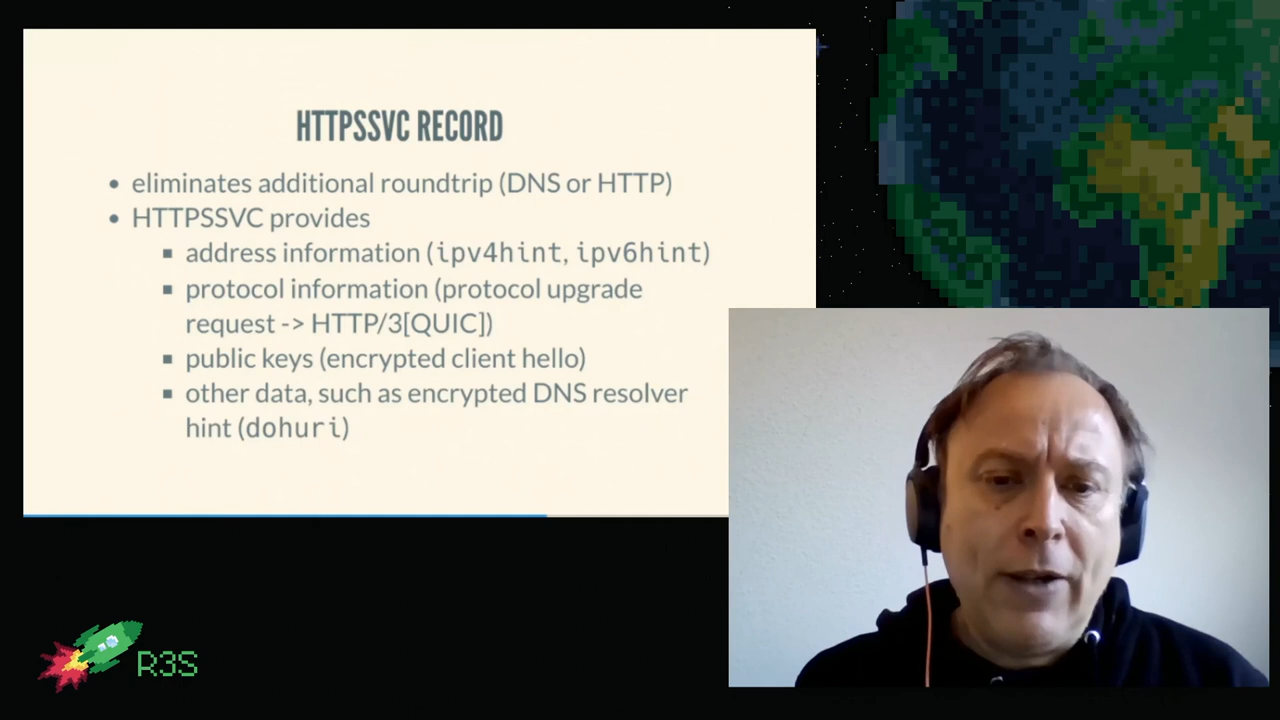 HTTPSSVC RECORD
• eliminates additional roundtrip (DNS or HTTP)
• HTTPSSVC provides
▪ address information (ipv4hint, ipv6hint)
▪ protocol information (protocol upgrade
request -> HTTP/3[QUIC])
▪ public keys (encrypted client hello)
▪ other data, such as encrypted DNS resolver
hint (dohuri)
R3S